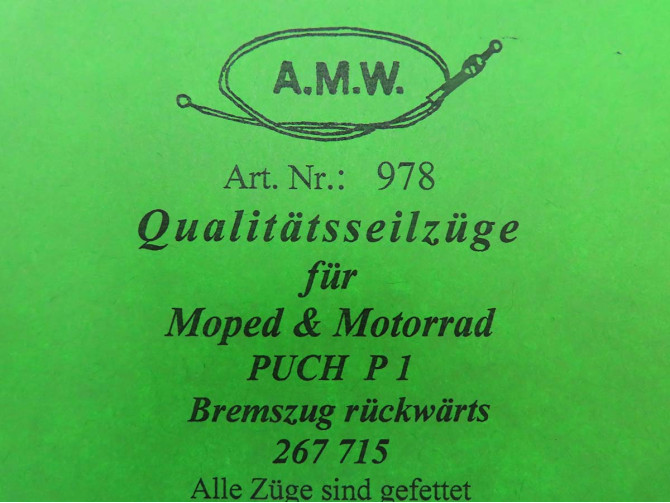 A.M.W.
Art. Nr.: 978
Qualitätsseilzüge
für
Moped & Motorrad
PUCH P 1
Bremszug rückwärts
267 715
Alle Züge sind gefettet